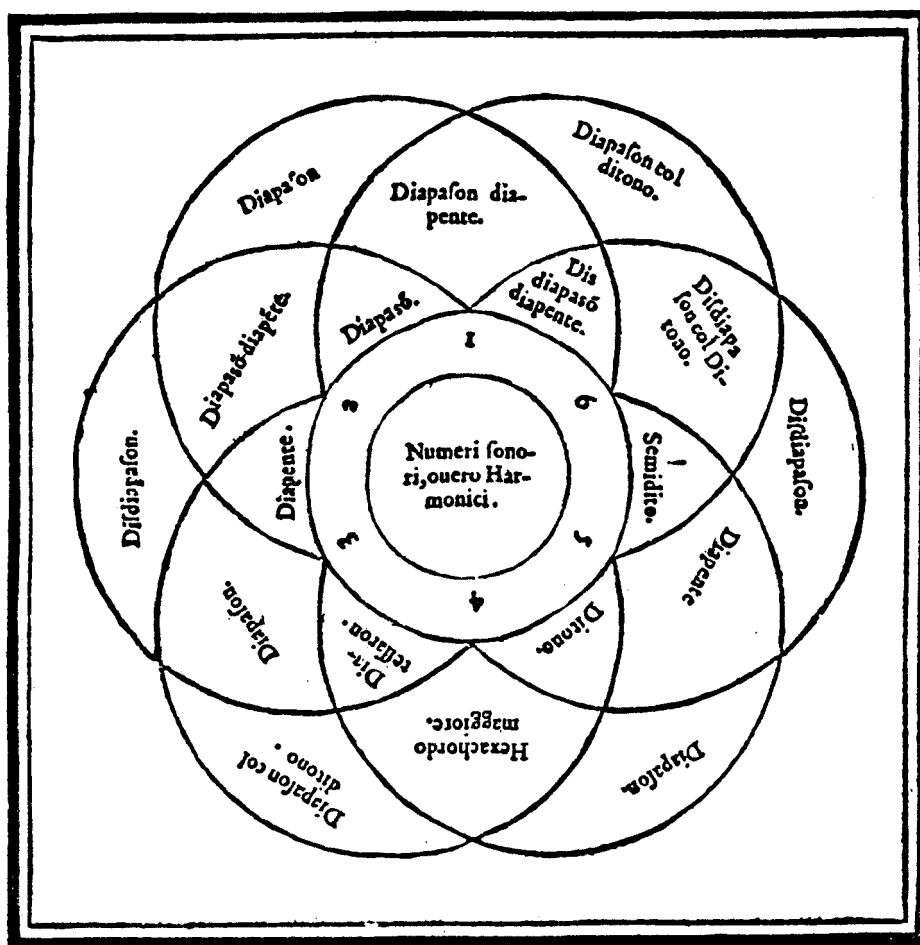 Diapaſon
Diapaſon col
ditono.
Diapaſon dia-
pente.
Dis
diapasõ
diapente.
Diſdiapa
ſon col Di-
tono.
Diapasõ.
Diapasõ diapẽte.
1
2
6
Diſdiapaſon.
Diapente.
Numeri ſono-
ri, ouero Har-
monici.
Semidito.
Diſdiapaſon.
3
5
4
Diapaſon.
Dia-
teſſaron.
Ditono.
Diapente
Hexachordo
maggiore.
Diapaſon col
ditono.
Diapaſon.